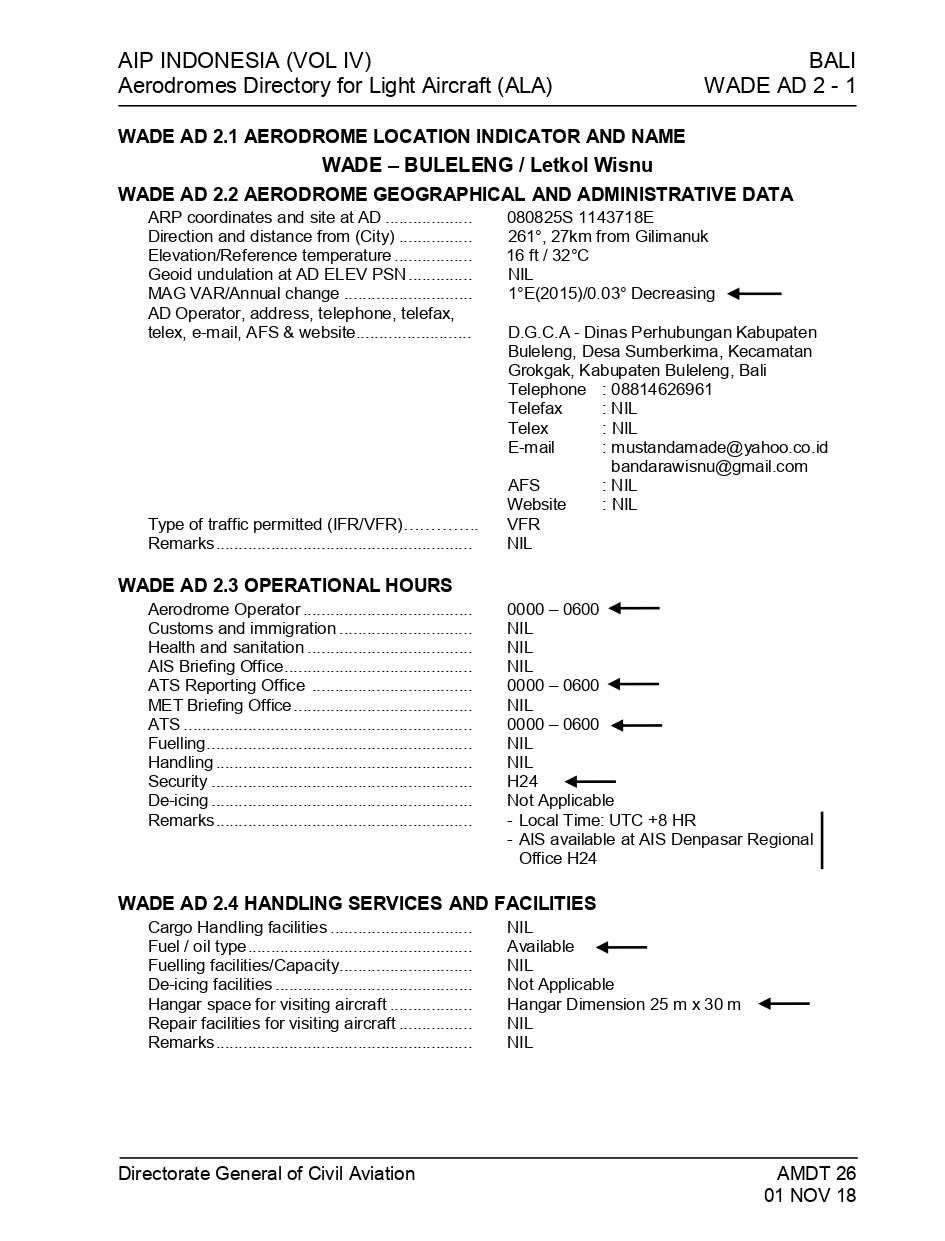 AIP INDONESIA (VOL IV) BALI
Aerodromes Directory for Light Aircraft (ALA) WADE AD 2 - 1
WADE AD 2.1 AERODROME LOCATION INDICATOR AND NAME
WADE – BULELENG / Letkol Wisnu
WADE AD 2.2 AERODROME GEOGRAPHICAL AND ADMINISTRATIVE DATA
ARP coordinates and site at AD ................... 080825S 1143718E
Direction and distance from (City) ................ 261°, 27km from Gilimanuk
Elevation/Reference temperature ................. 16 ft / 32°C
Geoid undulation at AD ELEV PSN .............. NIL
MAG VAR/Annual change ............................ 1°E(2015)/0.03° Decreasing
AD Operator, address, telephone, telefax,
telex, e-mail, AFS & website......................... D.G.C.A - Dinas Perhubungan Kabupaten
Buleleng, Desa Sumberkima, Kecamatan
Grokgak, Kabupaten Buleleng, Bali
Telephone : 08814626961
Telefax : NIL
Telex : NIL
E-mail : mustandamade@yahoo.co.id
bandarawisnu@gmail.com
AFS : NIL
Website : NIL
Type of traffic permitted (IFR/VFR)………….. VFR
Remarks ........................................................ NIL
WADE AD 2.3 OPERATIONAL HOURS
Aerodrome Operator ..................................... 0000 – 0600
Customs and immigration ............................. NIL
Health and sanitation .................................... NIL
AIS Briefing Office......................................... NIL
ATS Reporting Office ................................... 0000 – 0600
MET Briefing Office ....................................... NIL
ATS ............................................................... 0000 – 0600
Fuelling.......................................................... NIL
Handling ........................................................ NIL
Security ......................................................... H24
De-icing ......................................................... Not Applicable
Remarks ........................................................ - Local Time: UTC +8 HR
- AIS available at AIS Denpasar Regional
Office H24
WADE AD 2.4 HANDLING SERVICES AND FACILITIES
Cargo Handling facilities ............................... NIL
Fuel / oil type ................................................. Available
Fuelling facilities/Capacity............................. NIL
De-icing facilities ........................................... Not Applicable
Hangar space for visiting aircraft .................. Hangar Dimension 25 m x 30 m
Repair facilities for visiting aircraft ................ NIL
Remarks ........................................................ NIL
Directorate General of Civil Aviation AMDT 26
01 NOV 18